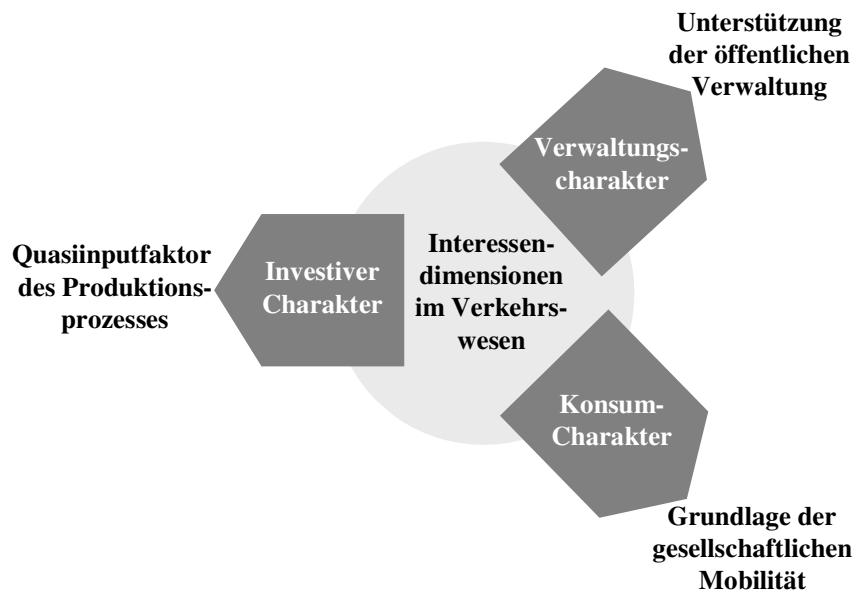 Unterstützung
der öffentlichen
Verwaltung
Verwaltungs-
charakter
Quasiinputfaktor
des Produktions-
prozesses
Investiver
Charakter
Interessen-
dimensionen
im Verkehrs-
wesen
Konsum-
Charakter
Grundlage der
gesellschaftlichen
Mobilität